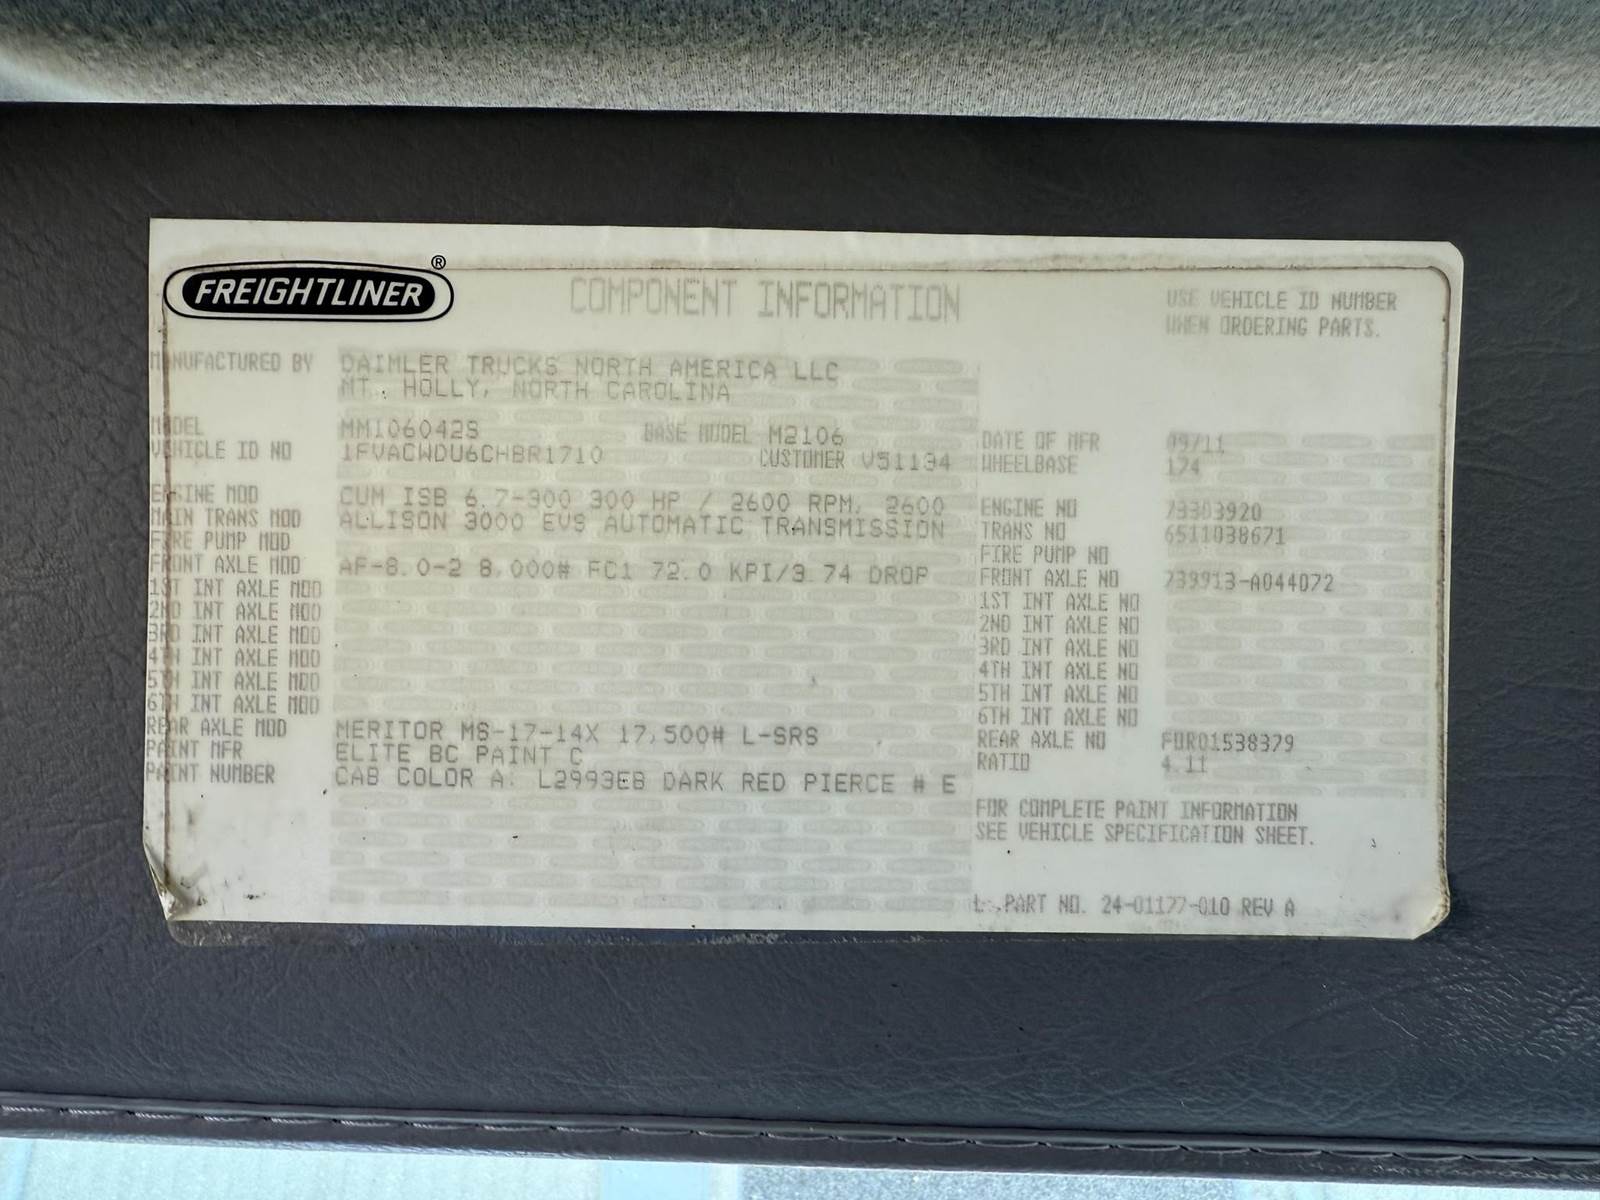 FREIGHTLINER®
COMPONENT INFORMATION
USE VEHICLE ID NUMBER
WHEN ORDERING PARTS.
MANUFACTURED BY DAIMLER TRUCKS NORTH AMERICA LLC
MT. HOLLY, NORTH CAROLINA
MODEL MM106042S BASE MODEL M2106 DATE OF MFR 09/11
VEHICLE ID NO 1FVACWDU6CHBR1710 CUSTOMER V51134 WHEELBASE 174
ENGINE MOD CUM ISB 6.7-300 300 HP / 2600 RPM, 2600 ENGINE NO 73303920
MAIN TRANS MOD ALLISON 3000 EVS AUTOMATIC TRANSMISSION TRANS NO 6511038671
FIRE PUMP MOD FIRE PUMP NO
FRONT AXLE MOD AF-8.0-2 8,000# FC1 72.0 KPI/3.74 DROP FRONT AXLE NO 739913-A044072
1ST INT AXLE MOD 1ST INT AXLE NO
2ND INT AXLE MOD 2ND INT AXLE NO
3RD INT AXLE MOD 3RD INT AXLE NO
4TH INT AXLE MOD 4TH INT AXLE NO
5TH INT AXLE MOD 5TH INT AXLE NO
6TH INT AXLE MOD 6TH INT AXLE NO
REAR AXLE MOD MERITOR MS-17-14X 17,500# L-SRS REAR AXLE NO FOR01538379
PAINT MFR ELITE BC PAINT C RATIO 4.11
PAINT NUMBER CAB COLOR A: L2993EB DARK RED PIERCE # E
FOR COMPLETE PAINT INFORMATION
SEE VEHICLE SPECIFICATION SHEET.
PART NO. 24-01177-010 REV A